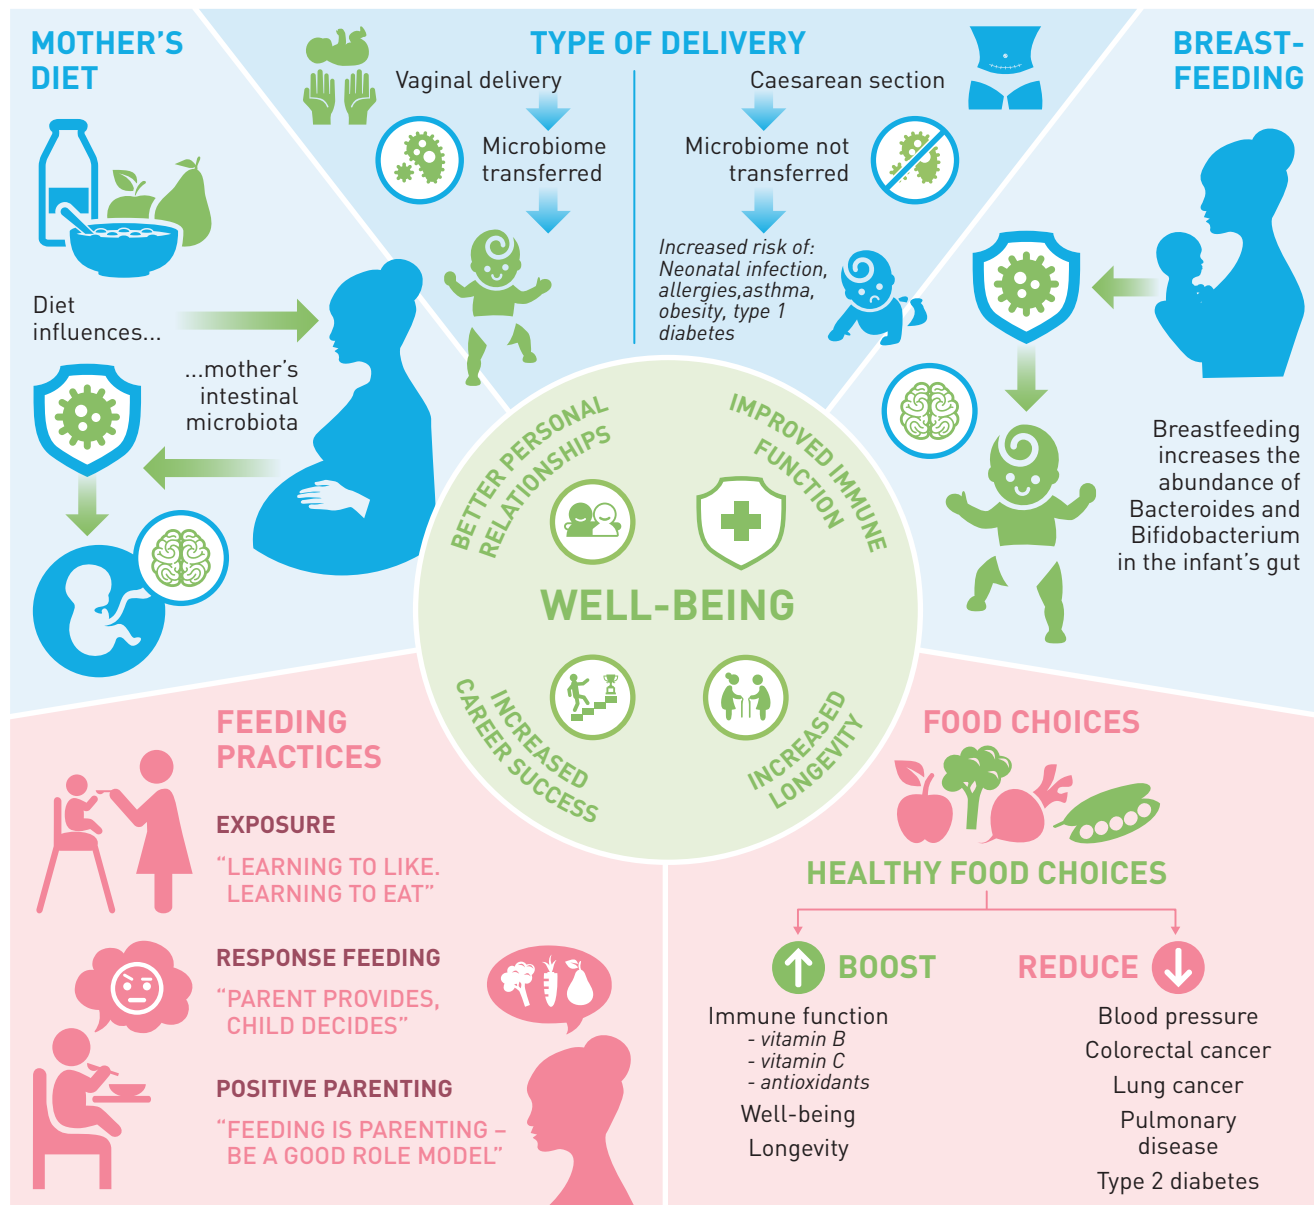 MOTHER'S
DIET
Diet
influences...
...mother's
intestinal
microbiota
TYPE OF DELIVERY
Vaginal delivery
Microbiome
transferred
Caesarean section
Microbiome not
transferred
Increased risk of:
Neonatal infection,
allergies,asthma,
obesity, type 1
diabetes
BREAST-
FEEDING
Breastfeeding
increases the
abundance of
Bacteroides and
Bifidobacterium
in the infant's gut
BETTER PERSONAL
RELATIONSHIPS
IMPROVED IMMUNE
FUNCTION
WELL-BEING
INCREASED
CAREER SUCCESS
INCREASED
LONGEVITY
FEEDING
PRACTICES
EXPOSURE
“LEARNING TO LIKE.
LEARNING TO EAT”
RESPONSE FEEDING
“PARENT PROVIDES,
CHILD DECIDES”
POSITIVE PARENTING
“FEEDING IS PARENTING –
BE A GOOD ROLE MODEL”
FOOD CHOICES
HEALTHY FOOD CHOICES
BOOST
Immune function
- vitamin B
- vitamin C
- antioxidants
Well-being
Longevity
REDUCE
Blood pressure
Colorectal cancer
Lung cancer
Pulmonary
disease
Type 2 diabetes